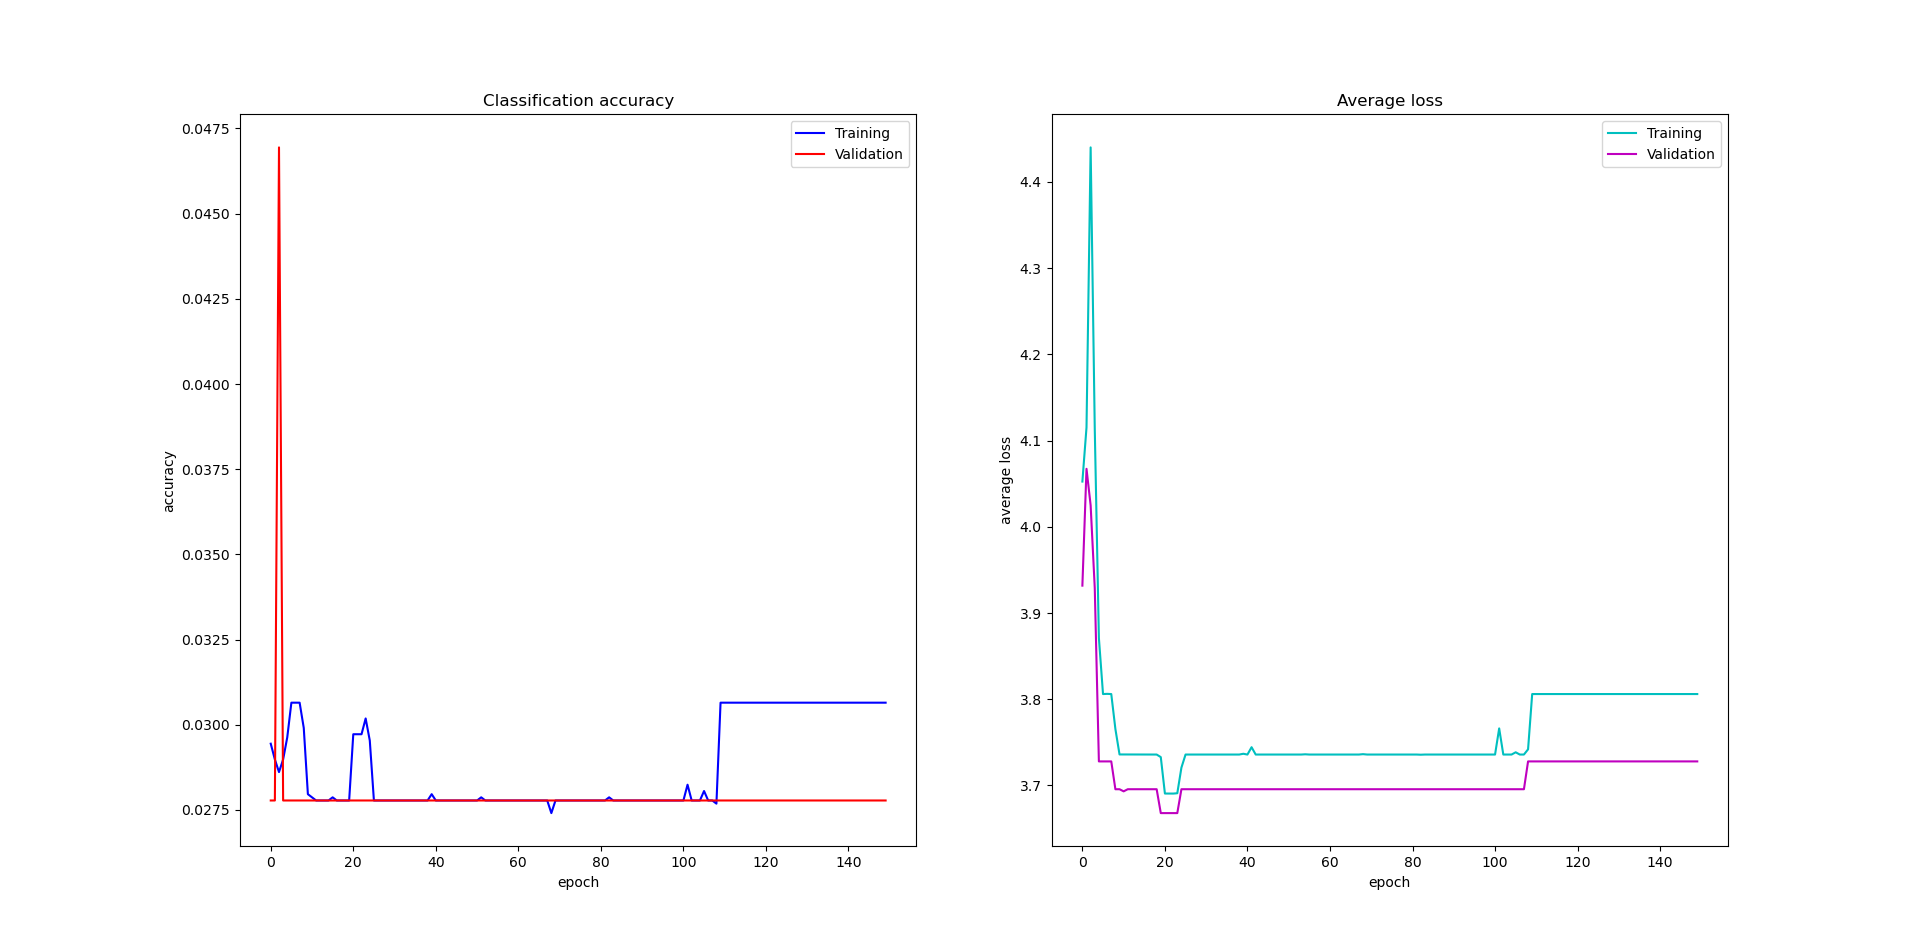 Classification accuracy
0.0475
0.0450
0.0425
0.0400
0.0375
0.0350
0.0325
0.0300
0.0275
accuracy
Training
Validation
0 20 40 60 80 100 120 140
epoch
Average loss
4.4
4.3
4.2
4.1
4.0
3.9
3.8
3.7
average loss
Training
Validation
0 20 40 60 80 100 120 140
epoch